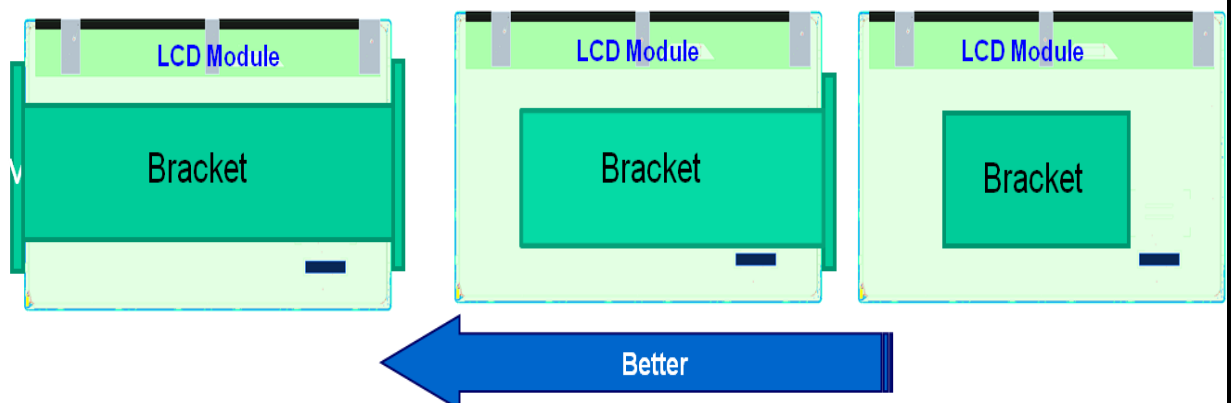 LCD Module
LCD Module
LCD Module
Bracket
Bracket
Bracket
Better